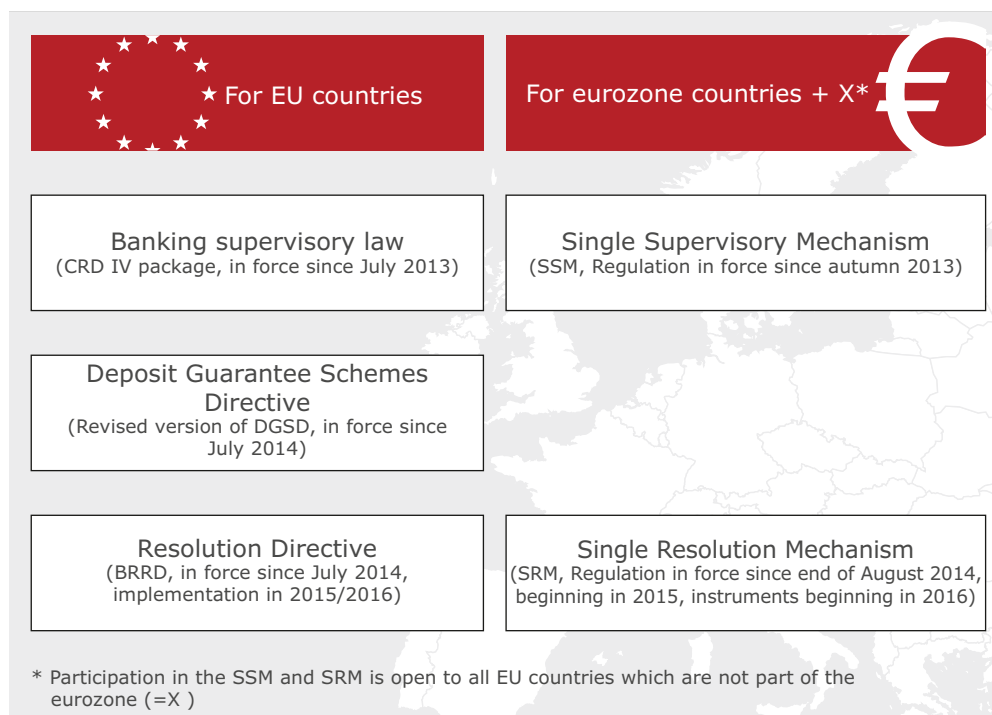 For EU countries
For eurozone countries + X*
€
Banking supervisory law
(CRD IV package, in force since July 2013)
Single Supervisory Mechanism
(SSM, Regulation in force since autumn 2013)
Deposit Guarantee Schemes
Directive
(Revised version of DGSD, in force since
July 2014)
Resolution Directive
(BRRD, in force since July 2014,
implementation in 2015/2016)
Single Resolution Mechanism
(SRM, Regulation in force since end of August 2014,
beginning in 2015, instruments beginning in 2016)
* Participation in the SSM and SRM is open to all EU countries which are not part of the
eurozone (=X )